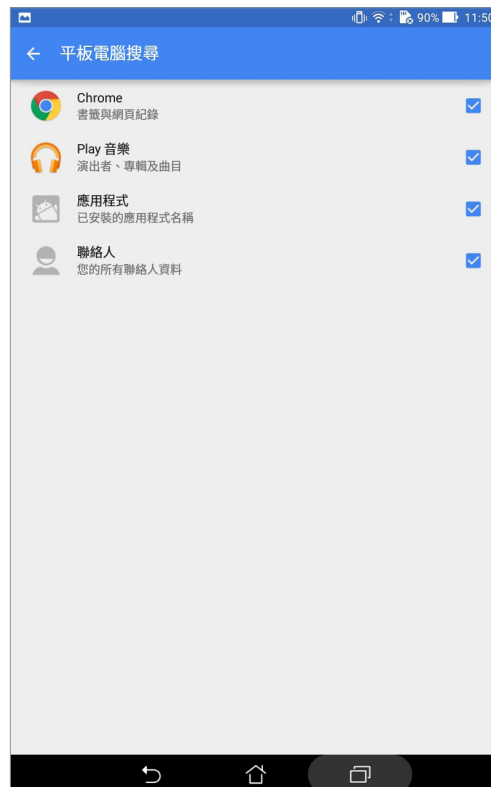 90% 11:50
平板電腦搜尋
Chrome
書籤與網頁紀錄
Play 音樂
演出者、專輯及曲目
應用程式
已安裝的應用程式名稱
聯絡人
您的所有聯絡人資料